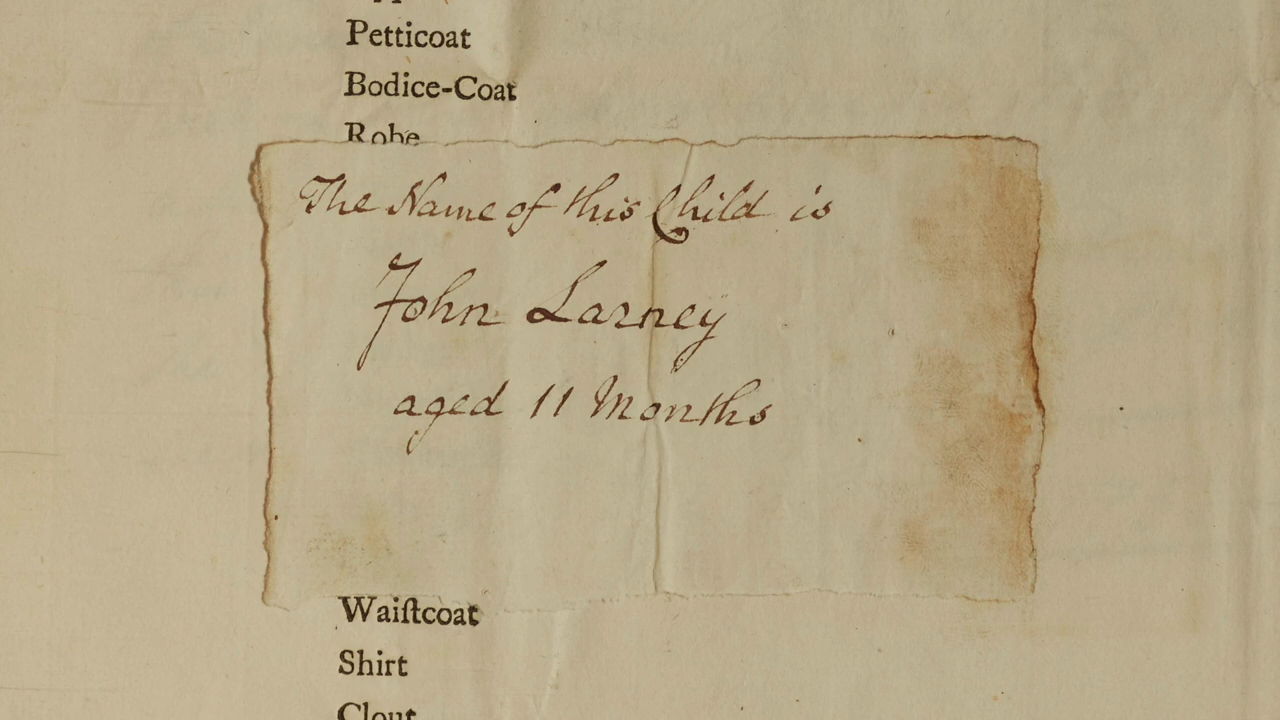 Petticoat
Bodice-Coat
Robe
The Name of this Child is
John Larney
aged 11 Months
Waiſtcoat
Shirt
Clout